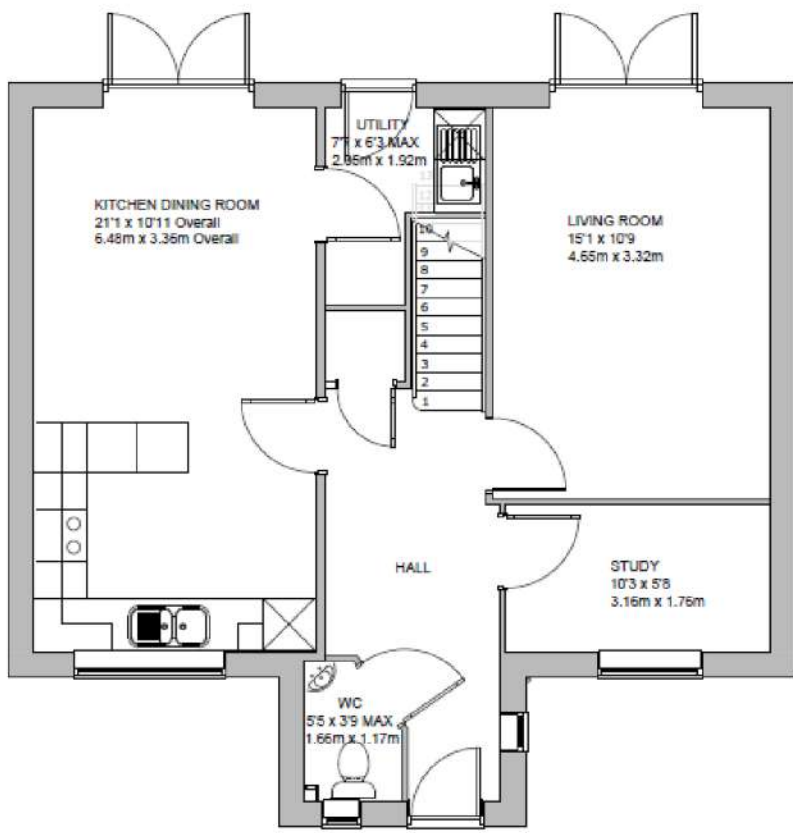 UTILITY
7'7 x 6'3 MAX
x 1.92m
KITCHEN DINING ROOM
21'1 x 10'11 Overall
6.48m x 3.36m Overall
LIVING ROOM
15'1 x 10'9
4.65m x 3.32m
10
9
8
7
6
5
4
3
2
1
HALL
STUDY
10'3 x 5'8
3.16m x 1.76m
WC
5'5 x 3'9 MAX
1.66m x 1.17m